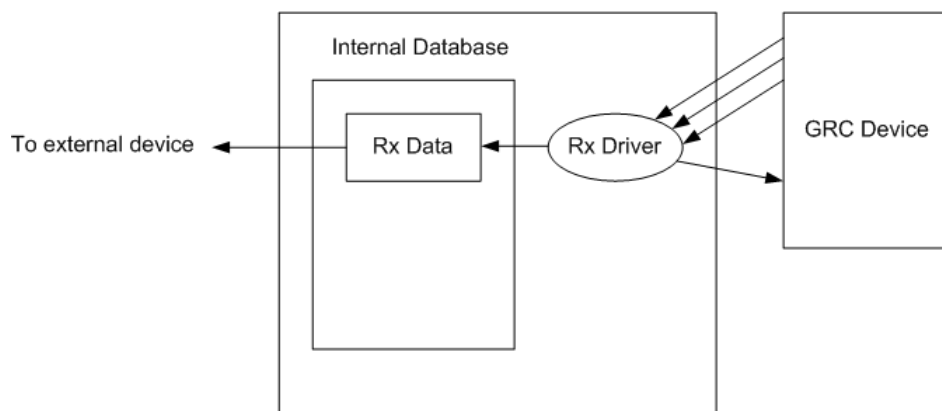 Internal Database
To external device
Rx Data
Rx Driver
GRC Device